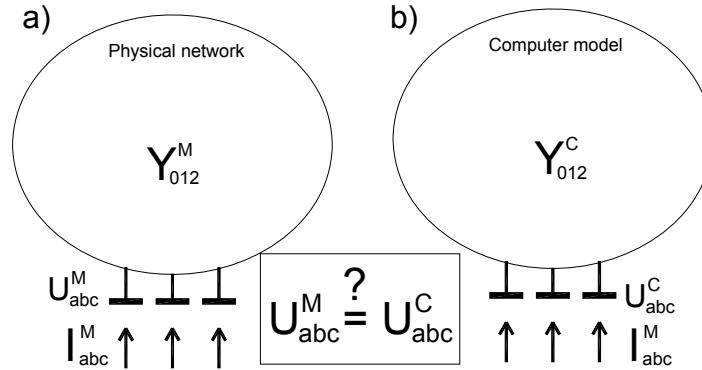 a)
Physical network
Y^M_012
U^M_abc
I^M_abc
U^M_abc ?= U^C_abc
b)
Computer model
Y^C_012
U^C_abc
I^M_abc